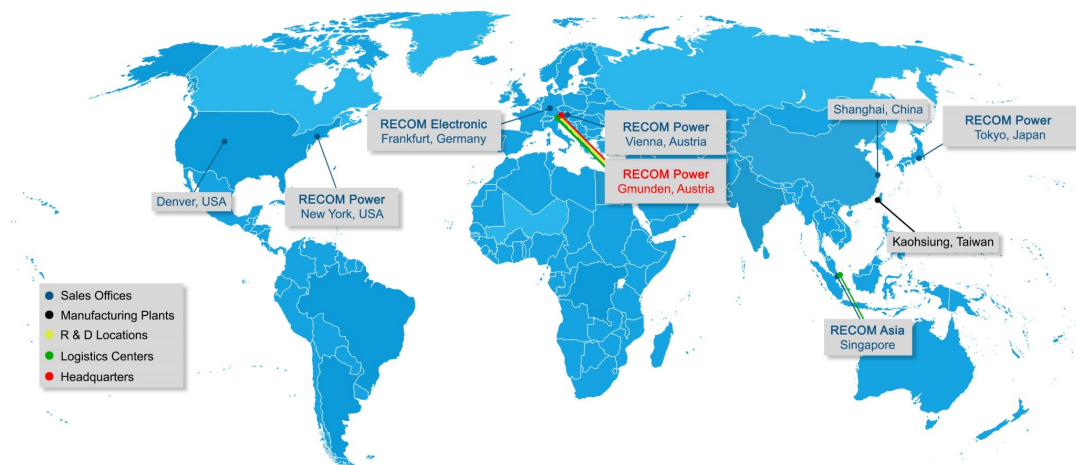 RECOM Electronic
Frankfurt, Germany
RECOM Power
Vienna, Austria
Shanghai, China
RECOM Power
Tokyo, Japan
RECOM Power
Gmunden, Austria
Denver, USA
RECOM Power
New York, USA
Kaohsiung, Taiwan
RECOM Asia
Singapore
Sales Offices
Manufacturing Plants
R & D Locations
Logistics Centers
Headquarters